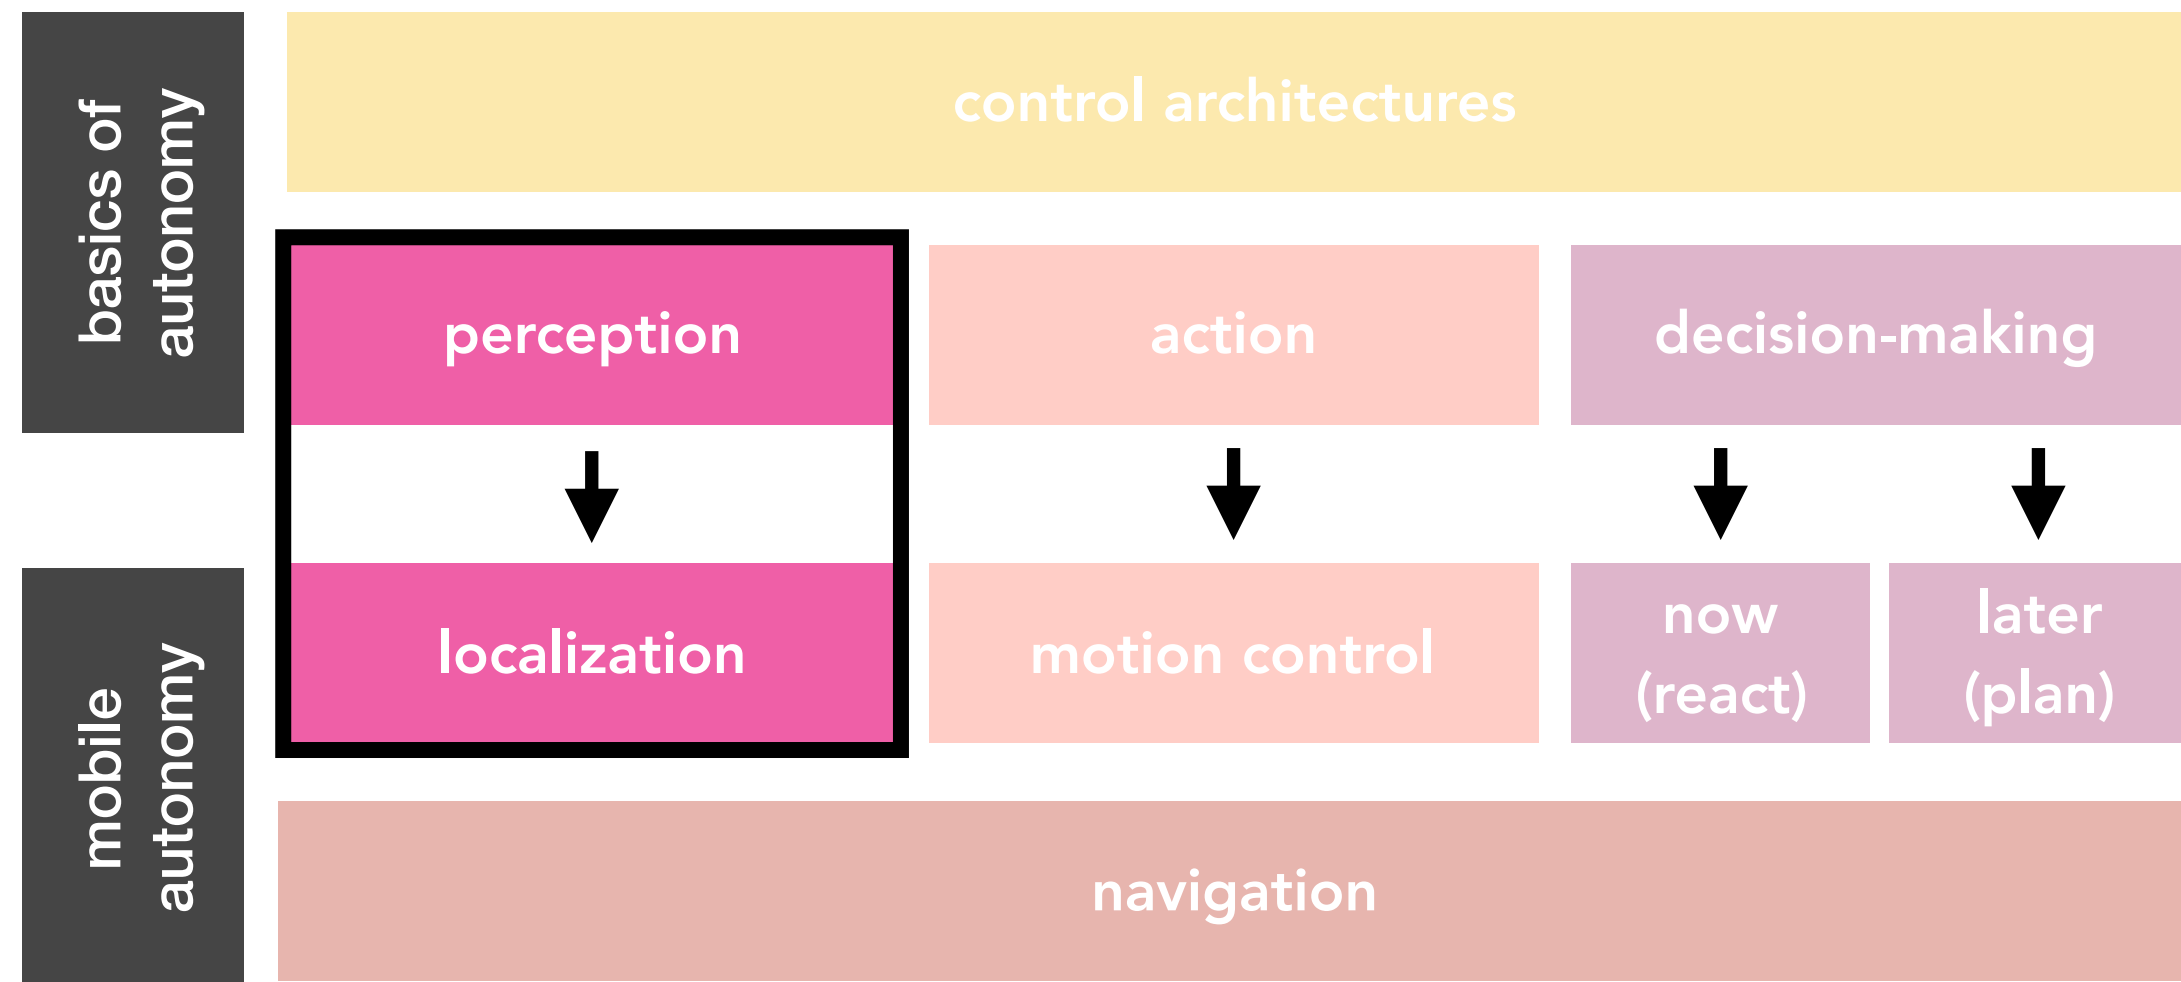 basics of
autonomy
control architectures
perception
action
decision-making
mobile
autonomy
localization
motion control
now
(react)
later
(plan)
navigation